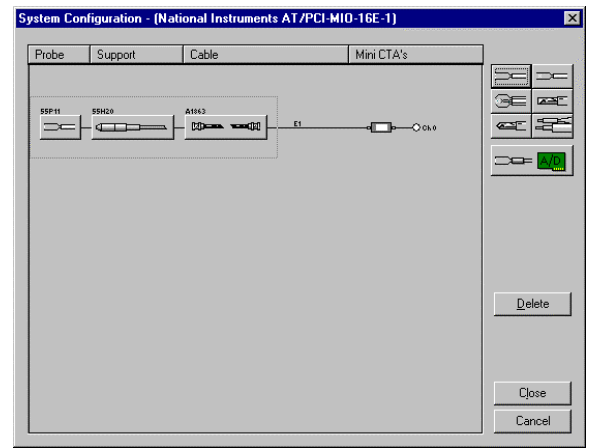 System Configuration - (National Instruments AT/PCI-MIO-16E-1)
Probe Support Cable Mini CTA's
55P11 55H20 A1863
E1 Ch 0
A/D
Delete
Close
Cancel